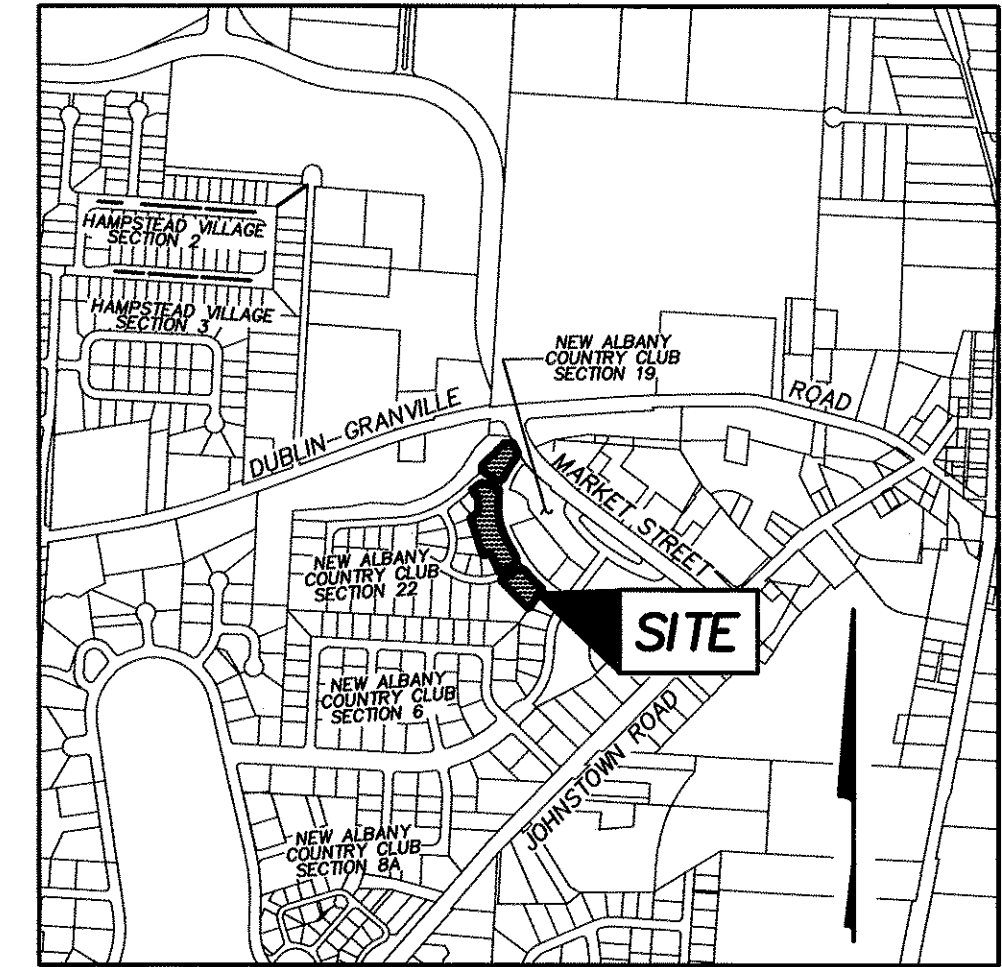 HAMPSTEAD VILLAGE
SECTION 2
HAMPSTEAD VILLAGE
SECTION 3
NEW ALBANY
COUNTRY CLUB
SECTION 19
DUBLIN-GRANVILLE
ROAD
MARKET STREET
NEW ALBANY
COUNTRY CLUB
SECTION 22
SITE
NEW ALBANY
COUNTRY CLUB
SECTION 6
JOHNSTOWN ROAD
NEW ALBANY
COUNTRY CLUB
SECTION 8A